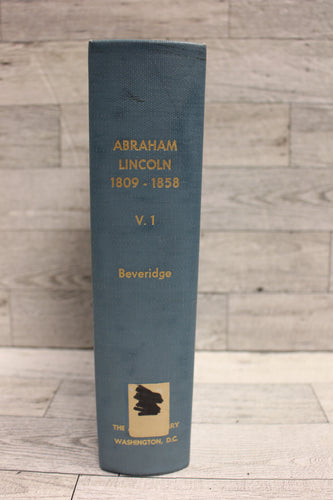 ABRAHAM
LINCOLN
1809 - 1858
V. 1
Beveridge
THE
WASHINGTON, D.C.